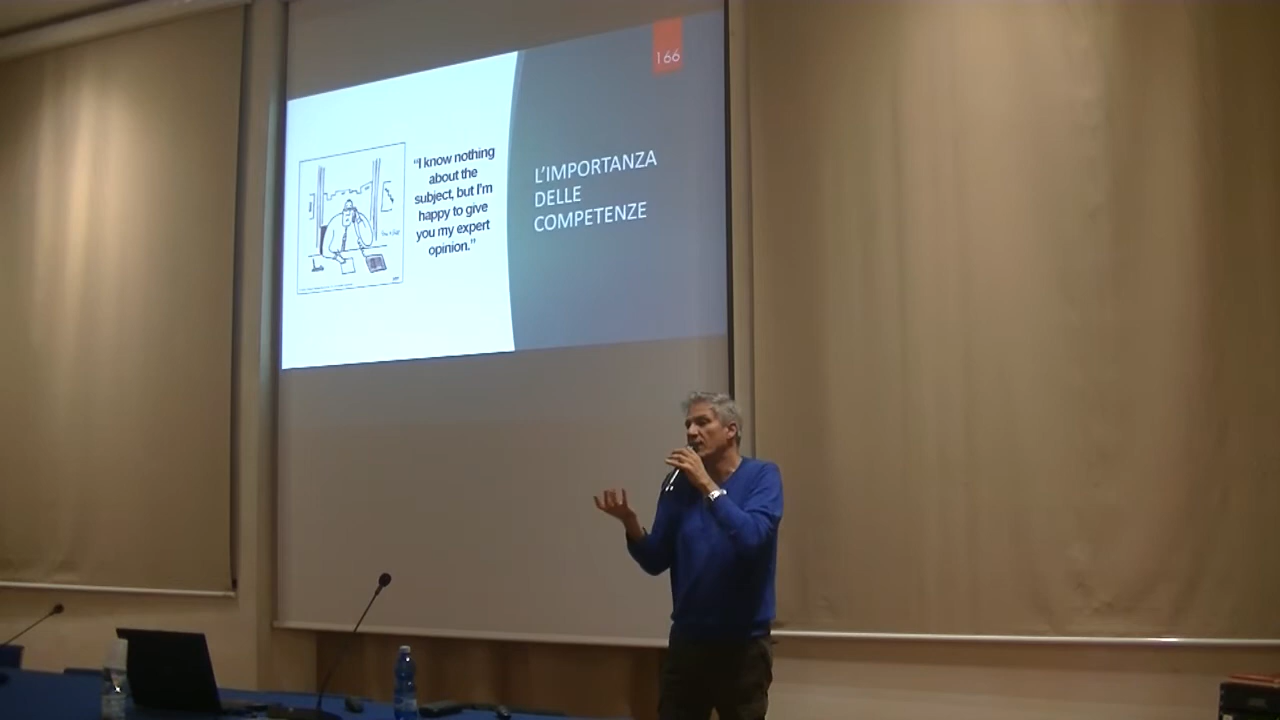 166
"I know nothing
about the
subject, but I'm
happy to give
you my expert
opinion."
L'IMPORTANZA
DELLE
COMPETENZE